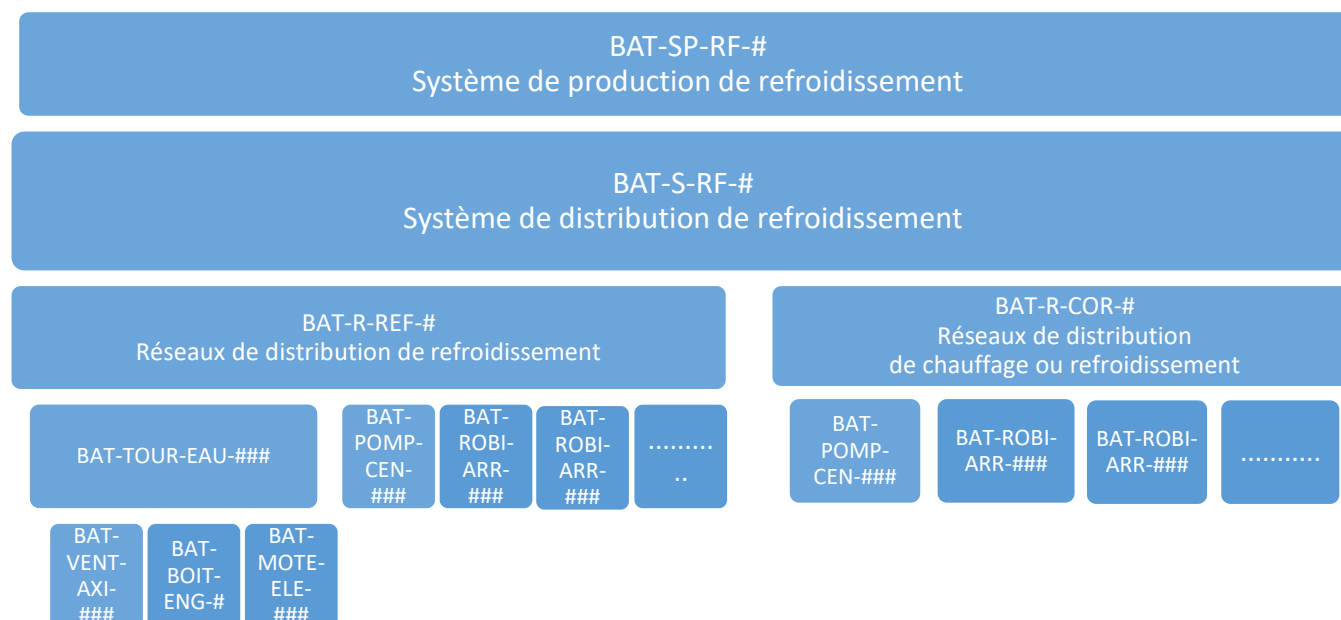 BAT-SP-RF-#
Système de production de refroidissement
BAT-S-RF-#
Système de distribution de refroidissement
BAT-R-REF-#
Réseaux de distribution de refroidissement
BAT-R-COR-#
Réseaux de distribution
de chauffage ou refroidissement
BAT-TOUR-EAU-###
BAT-
POMP-
CEN-
###
BAT-
ROBI-
ARR-
###
BAT-
ROBI-
ARR-
###
.........
..
BAT-
POMP-
CEN-###
BAT-ROBI-
ARR-###
BAT-ROBI-
ARR-###
...........
BAT-
VENT-
AXI-
###
BAT-
BOIT-
ENG-#
BAT-
MOTE-
ELE-
###